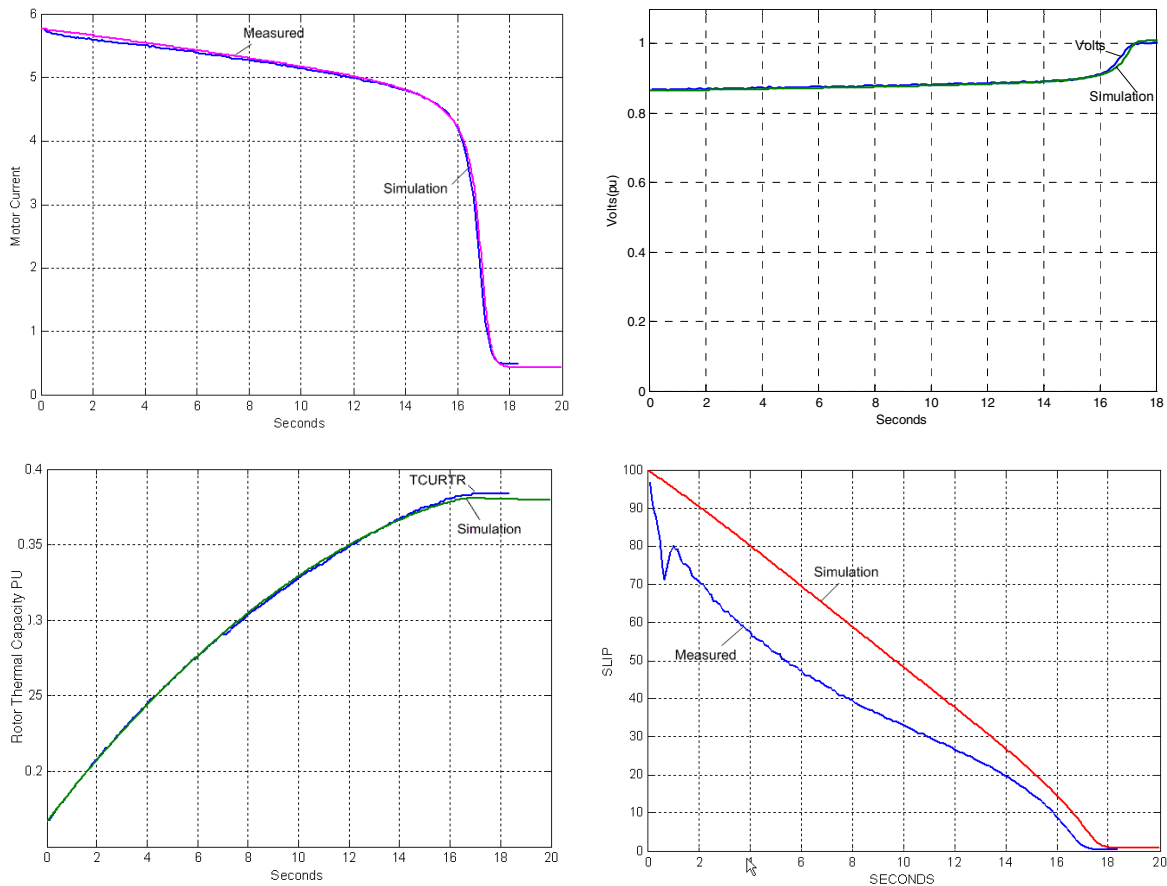 6
5
4
3
2
1
0
Motor Current
Measured
Simulation
0 2 4 6 8 10 12 14 16 18 20
Seconds
1
0.8
0.6
0.4
0.2
0
Volts(pu)
Volts
Simulation
0 2 4 6 8 10 12 14 16 18
Seconds
0.4
0.35
0.3
0.25
0.2
Rotor Thermal Capacity PU
TCURTR
Simulation
0 2 4 6 8 10 12 14 16 18 20
Seconds
100
90
80
70
60
50
40
30
20
10
0
SLIP
Simulation
Measured
0 2 4 6 8 10 12 14 16 18 20
SECONDS